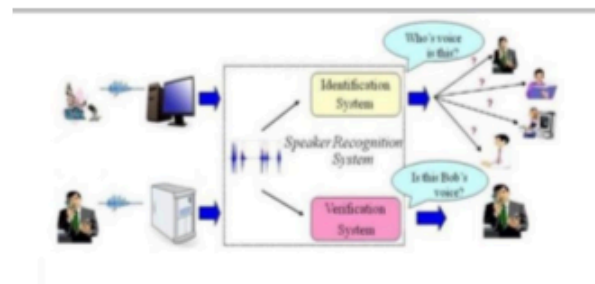 Who's voice
is this?
Identification
System
?
?
?
?
Speaker Recognition
System
Is this Bob's
voice?
Verification
System